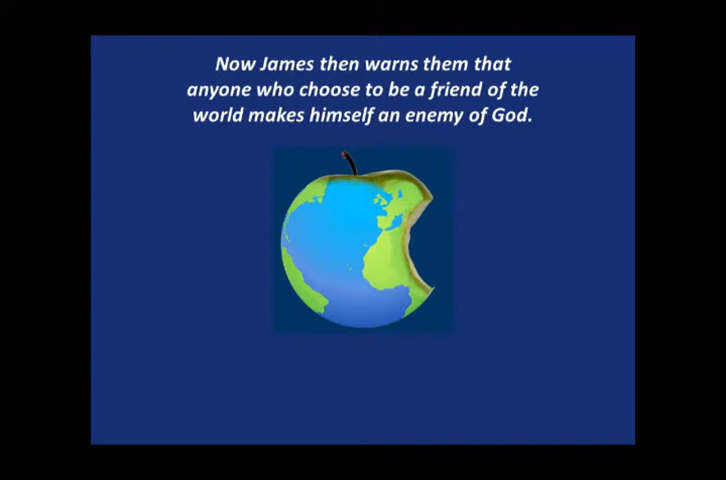 Now James then warns them that
anyone who choose to be a friend of the
world makes himself an enemy of God.